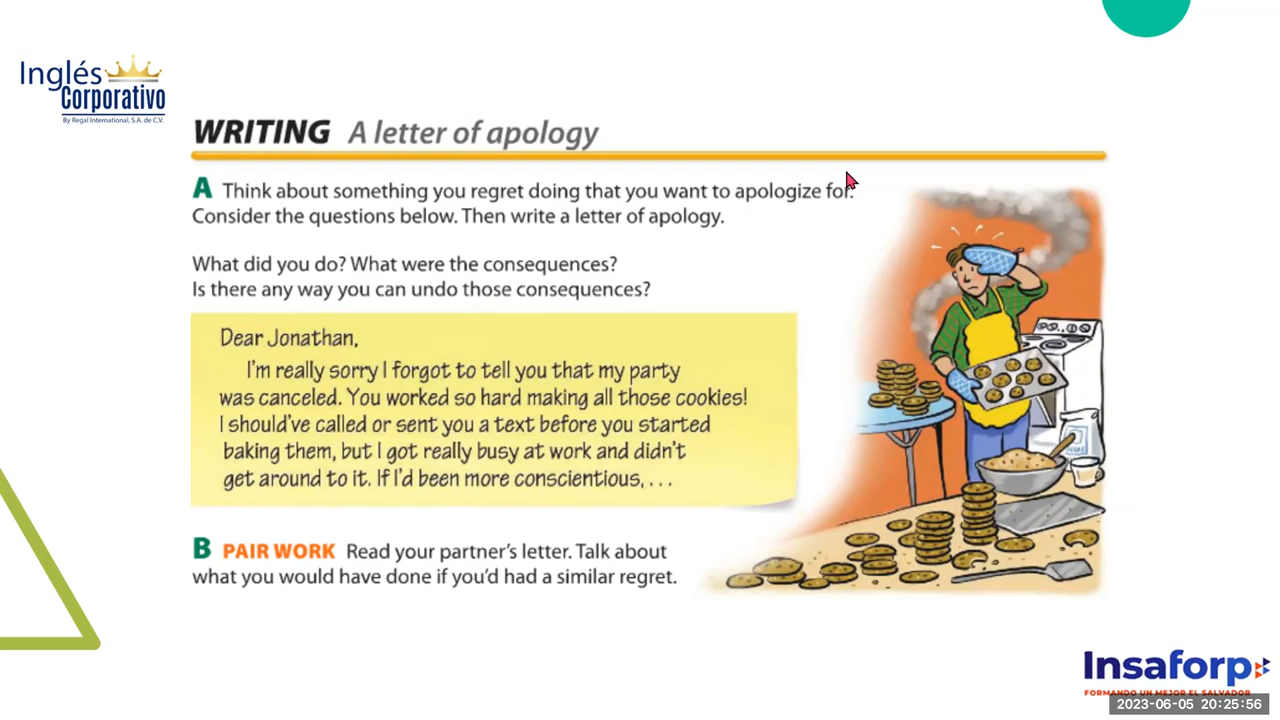 Inglés
Corporativo
By Regal International, S.A. de C.V.
WRITING A letter of apology
A Think about something you regret doing that you want to apologize for.
Consider the questions below. Then write a letter of apology.
What did you do? What were the consequences?
Is there any way you can undo those consequences?
Dear Jonathan,
I'm really sorry I forgot to tell you that my party
was canceled. You worked so hard making all those cookies!
I should've called or sent you a text before you started
baking them, but I got really busy at work and didn't
get around to it. If I'd been more conscientious, . . .
B PAIR WORK Read your partner's letter. Talk about
what you would have done if you'd had a similar regret.
Insaforp
FORMANDO UN MEJOR EL SALVADOR
2023-06-05 20:25:56